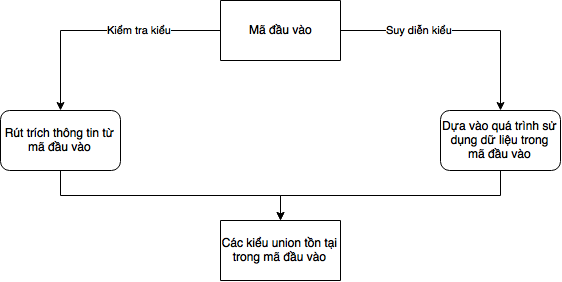 Kiểm tra kiểu
Mã đầu vào
Suy diễn kiểu
Rút trích thông tin từ
mã đầu vào
Dựa vào quá trình sử
dụng dữ liệu trong
mã đầu vào
Các kiểu union tồn tại
trong mã đầu vào